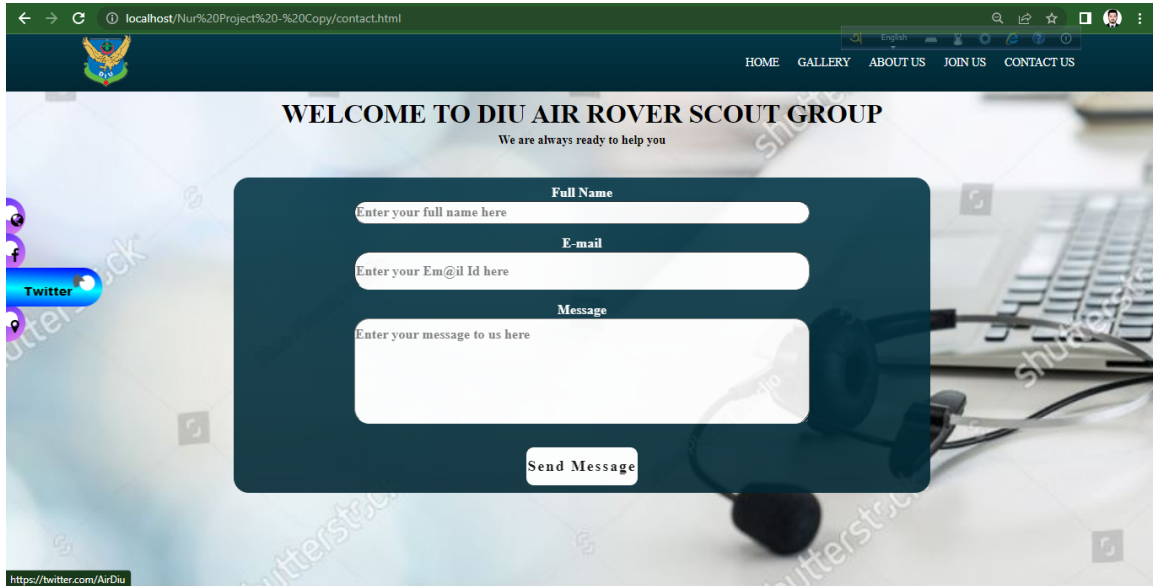 localhost/Nur%20Project%20-%20Copy/contact.html
অ English
DIU
HOME GALLERY ABOUT US JOIN US CONTACT US
WELCOME TO DIU AIR ROVER SCOUT GROUP
We are always ready to help you
Full Name
Enter your full name here
E-mail
Enter your Em@il Id here
Message
Enter your message to us here
Send Message
Twitter
shutterstock
https://twitter.com/AirDiu